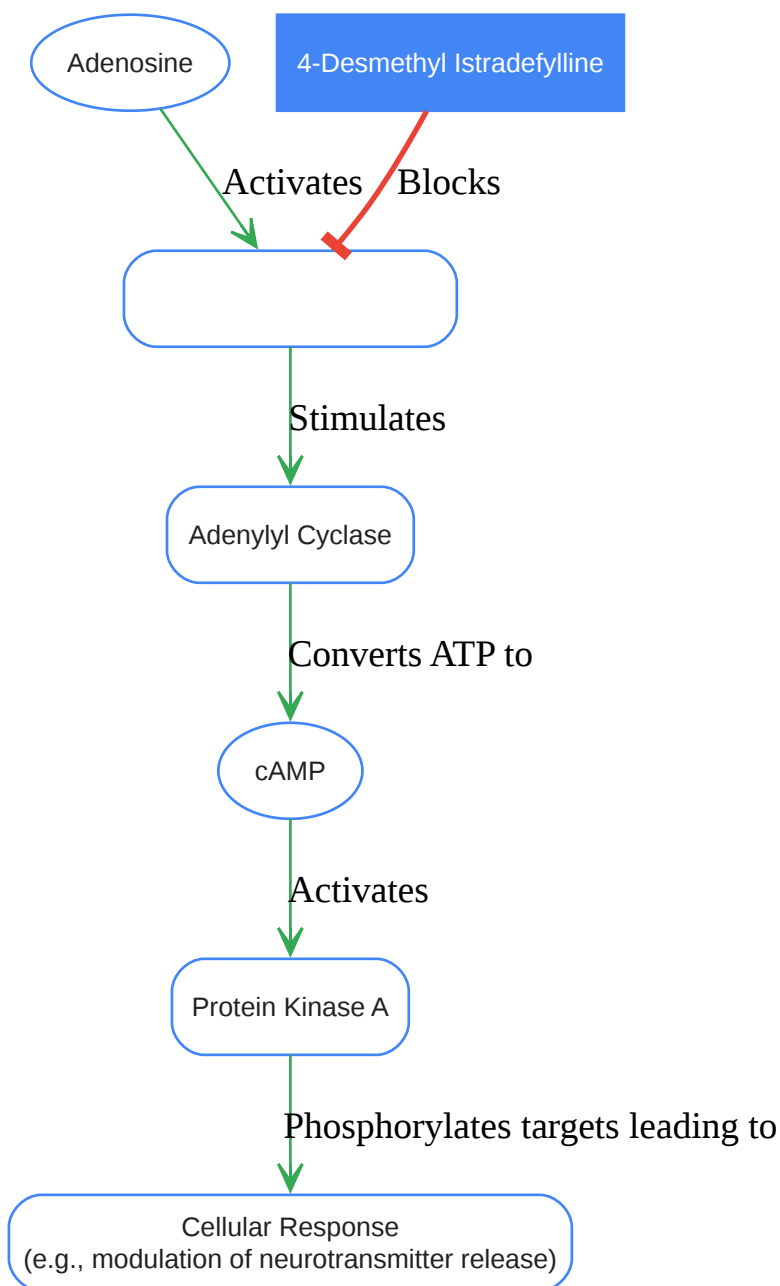 Adenosine
4-Desmethyl Istradefylline
Activates
Blocks
Stimulates
Adenylyl Cyclase
Converts ATP to
cAMP
Activates
Protein Kinase A
Phosphorylates targets leading to
Cellular Response
(e.g., modulation of neurotransmitter release)